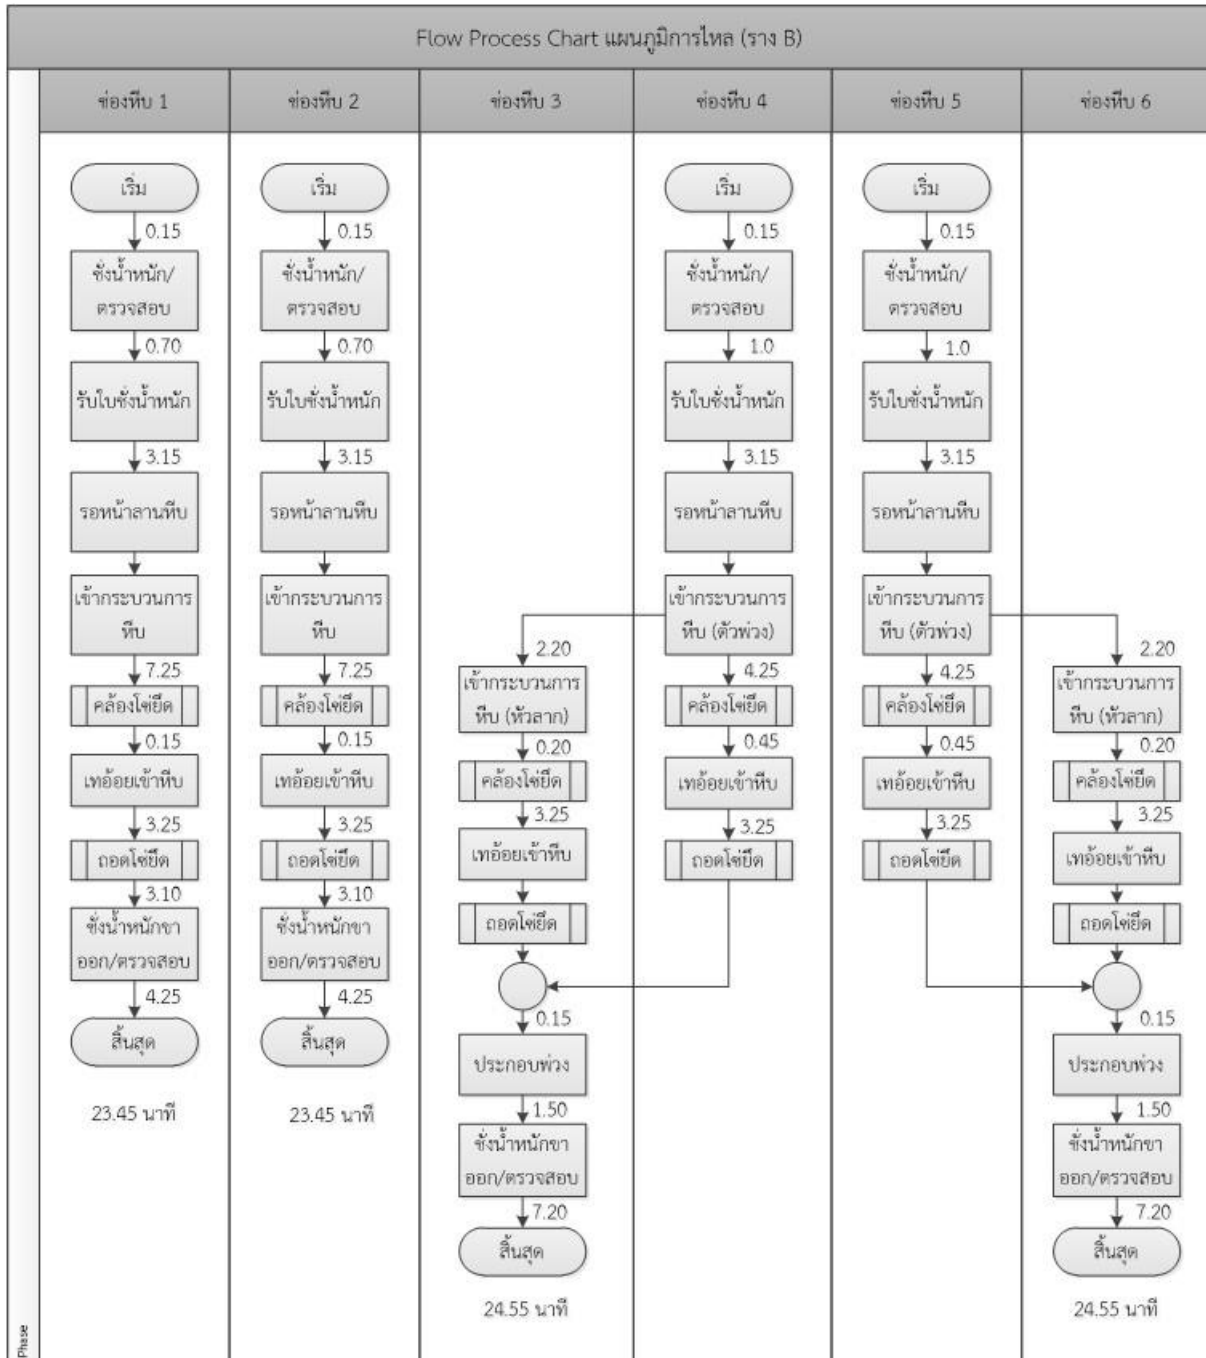 Flow Process Chart แผนภูมิการไหล (ราง B)
ช่องหีบ 1
ช่องหีบ 2
ช่องหีบ 3
ช่องหีบ 4
ช่องหีบ 5
ช่องหีบ 6
เริ่ม
0.15
ชั่งน้ำหนัก/
ตรวจสอบ
0.70
รับใบชั่งน้ำหนัก
3.15
รอหน้าลานหีบ
เข้ากระบวนการ
หีบ
7.25
คล้องโซ่ยึด
0.15
เทอ้อยเข้าหีบ
3.25
ถอดโซ่ยึด
3.10
ชั่งน้ำหนักขา
ออก/ตรวจสอบ
4.25
สิ้นสุด
23.45 นาที
เริ่ม
0.15
ชั่งน้ำหนัก/
ตรวจสอบ
0.70
รับใบชั่งน้ำหนัก
3.15
รอหน้าลานหีบ
เข้ากระบวนการ
หีบ
7.25
คล้องโซ่ยึด
0.15
เทอ้อยเข้าหีบ
3.25
ถอดโซ่ยึด
3.10
ชั่งน้ำหนักขา
ออก/ตรวจสอบ
4.25
สิ้นสุด
23.45 นาที
2.20
เข้ากระบวนการ
หีบ (หัวลาก)
0.20
คล้องโซ่ยึด
3.25
เทอ้อยเข้าหีบ
ถอดโซ่ยึด
0.15
ประกอบพ่วง
1.50
ชั่งน้ำหนักขา
ออก/ตรวจสอบ
7.20
สิ้นสุด
24.55 นาที
เริ่ม
0.15
ชั่งน้ำหนัก/
ตรวจสอบ
1.0
รับใบชั่งน้ำหนัก
3.15
รอหน้าลานหีบ
เข้ากระบวนการ
หีบ (ตัวพ่วง)
4.25
คล้องโซ่ยึด
0.45
เทอ้อยเข้าหีบ
3.25
ถอดโซ่ยึด
เริ่ม
0.15
ชั่งน้ำหนัก/
ตรวจสอบ
1.0
รับใบชั่งน้ำหนัก
3.15
รอหน้าลานหีบ
เข้ากระบวนการ
หีบ (ตัวพ่วง)
4.25
คล้องโซ่ยึด
0.45
เทอ้อยเข้าหีบ
3.25
ถอดโซ่ยึด
2.20
เข้ากระบวนการ
หีบ (หัวลาก)
0.20
คล้องโซ่ยึด
3.25
เทอ้อยเข้าหีบ
ถอดโซ่ยึด
0.15
ประกอบพ่วง
1.50
ชั่งน้ำหนักขา
ออก/ตรวจสอบ
7.20
สิ้นสุด
24.55 นาที
Phase